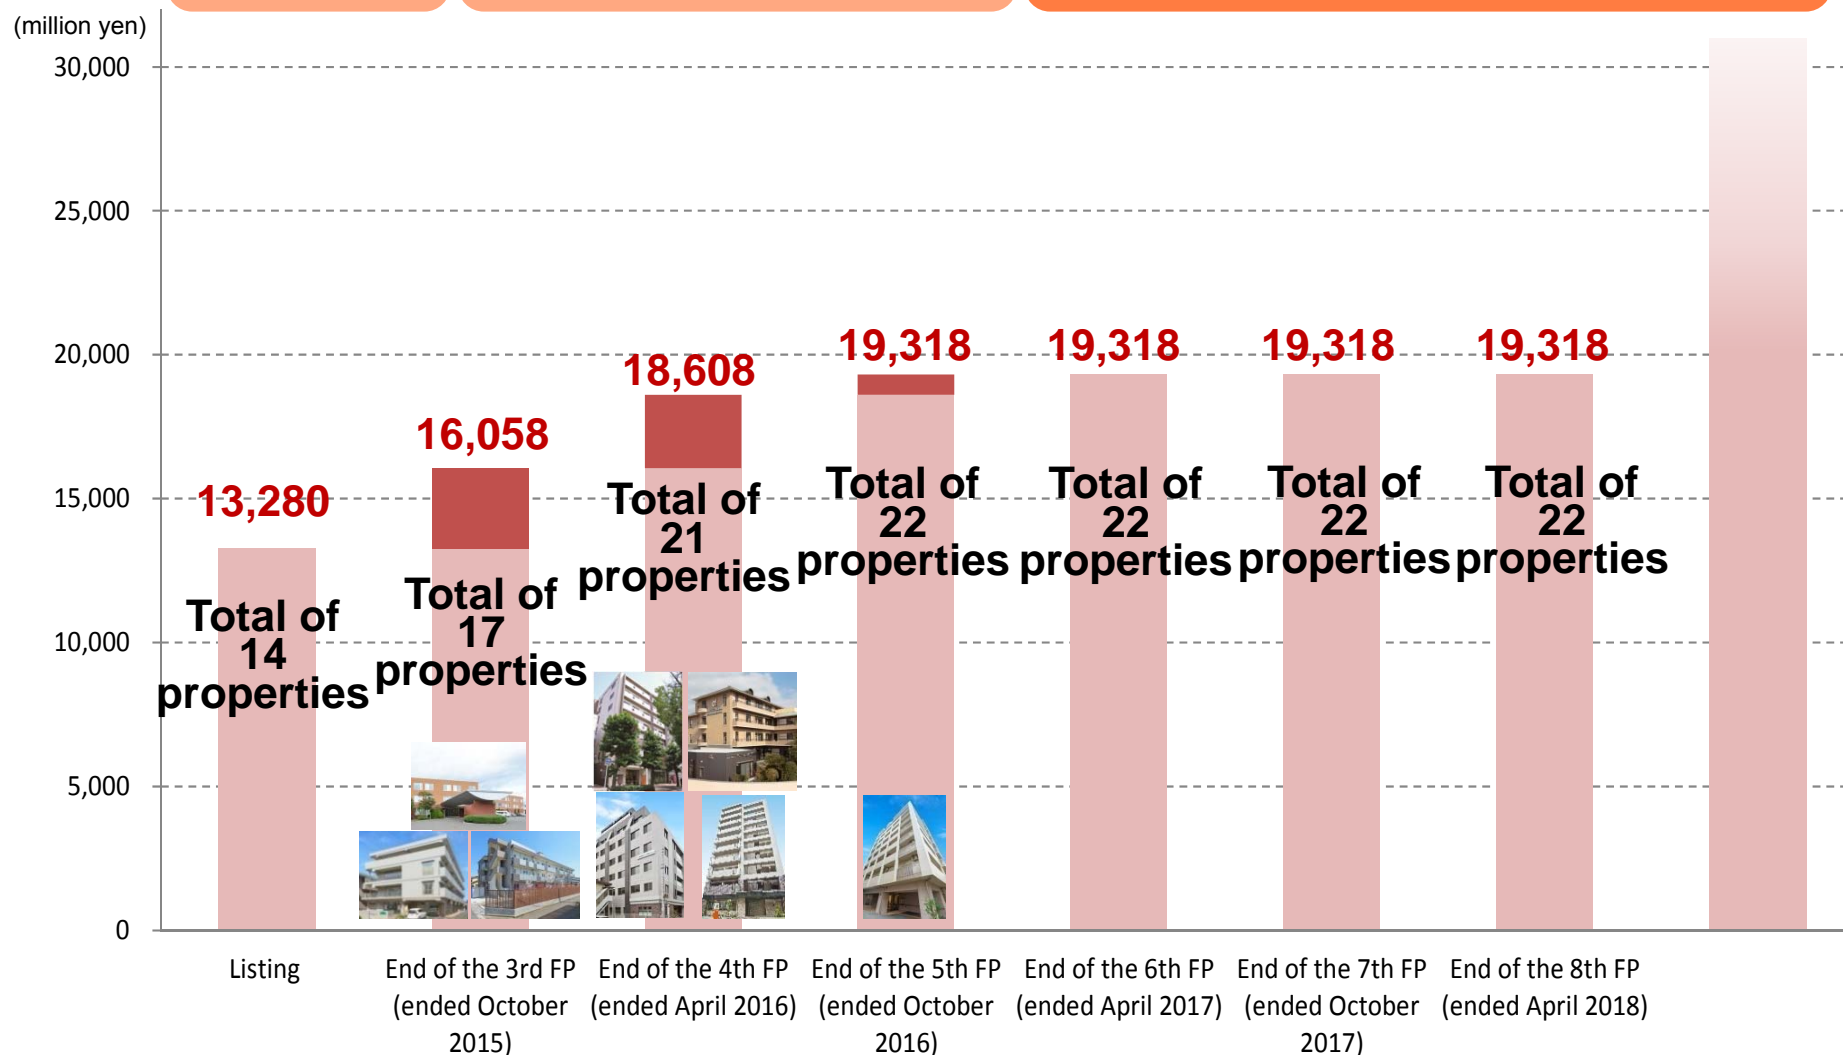 (million yen)
30,000
25,000
20,000
15,000
10,000
5,000
0
13,280
16,058
18,608
19,318
19,318
19,318
19,318
Total of
14
properties
Total of
17
properties
Total of
21
properties
Total of
22
properties
Total of
22
properties
Total of
22
properties
Total of
22
properties
Listing
End of the 3rd FP
(ended October
2015)
End of the 4th FP
(ended April 2016)
End of the 5th FP
(ended October
2016)
End of the 6th FP
(ended April 2017)
End of the 7th FP
(ended October
2017)
End of the 8th FP
(ended April 2018)